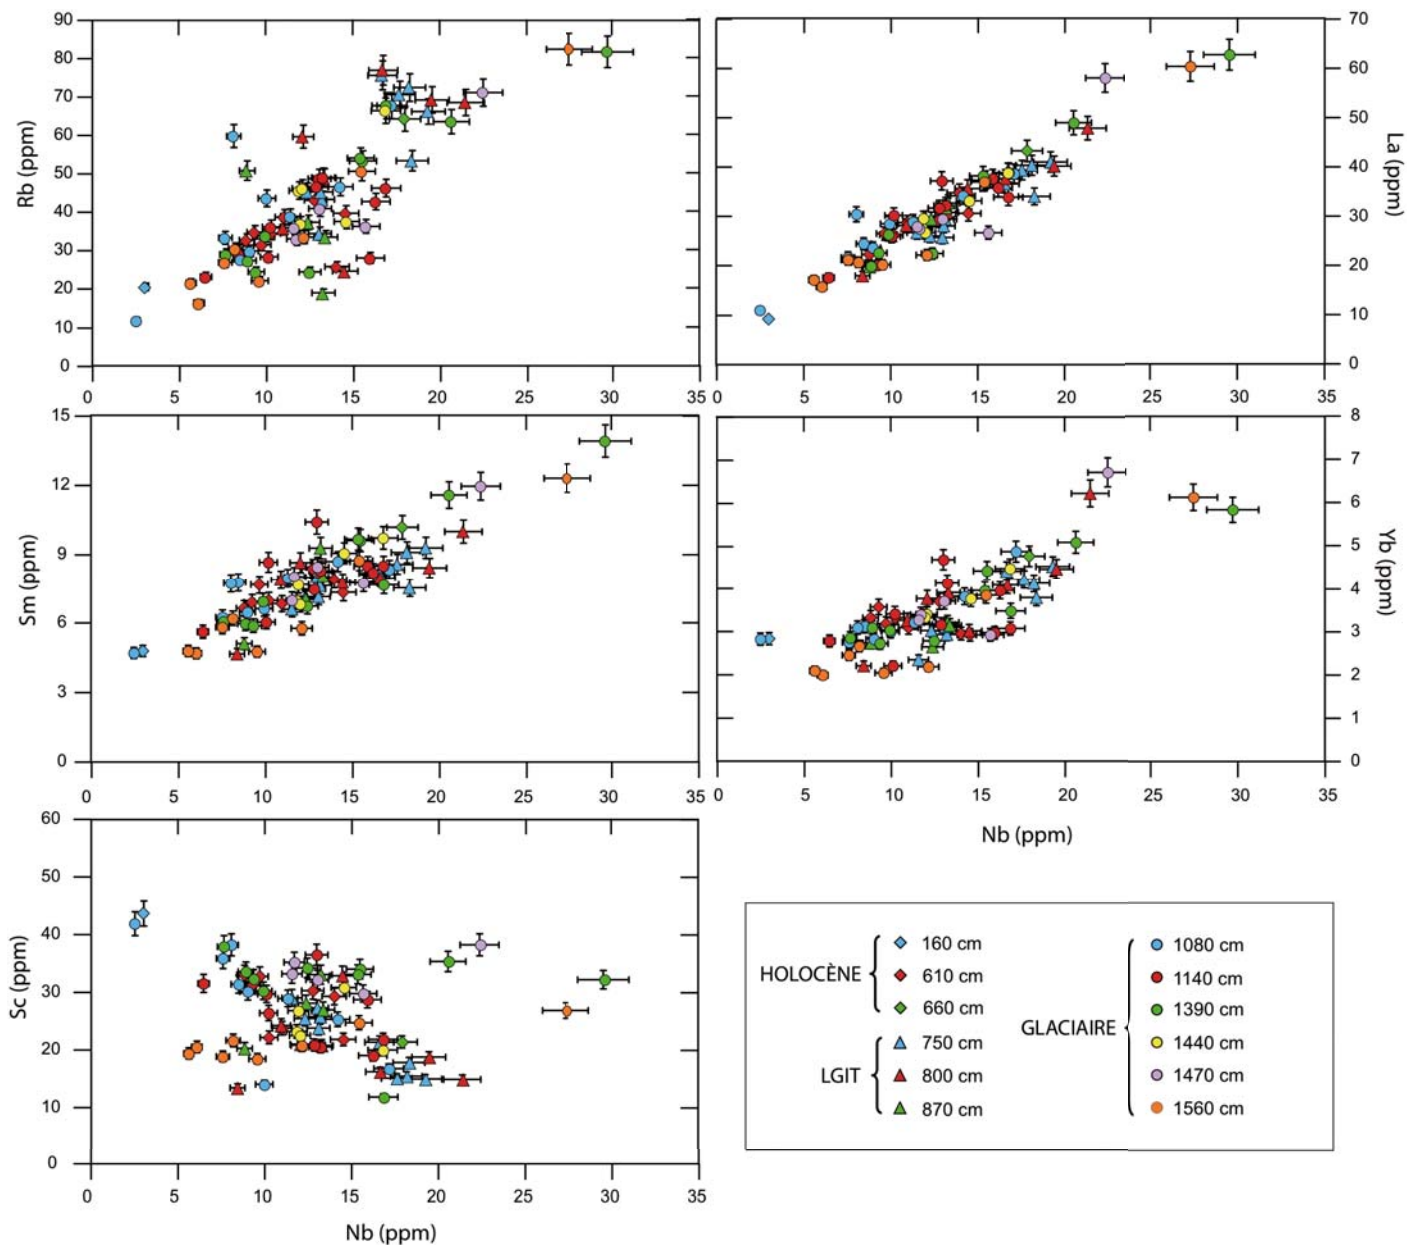 90
80
70
60
50
40
30
20
10
0
Rb (ppm)
0 5 10 15 20 25 30 35
70
60
50
40
30
20
10
0
La (ppm)
0 5 10 15 20 25 30 35
15
12
9
6
3
0
Sm (ppm)
0 5 10 15 20 25 30 35
8
7
6
5
4
3
2
1
0
Yb (ppm)
0 5 10 15 20 25 30 35
Nb (ppm)
60
50
40
30
20
10
0
Sc (ppm)
0 5 10 15 20 25 30 35
Nb (ppm)
HOLOCÈNE
160 cm
610 cm
660 cm
LGIT
750 cm
800 cm
870 cm
GLACIAIRE
1080 cm
1140 cm
1390 cm
1440 cm
1470 cm
1560 cm